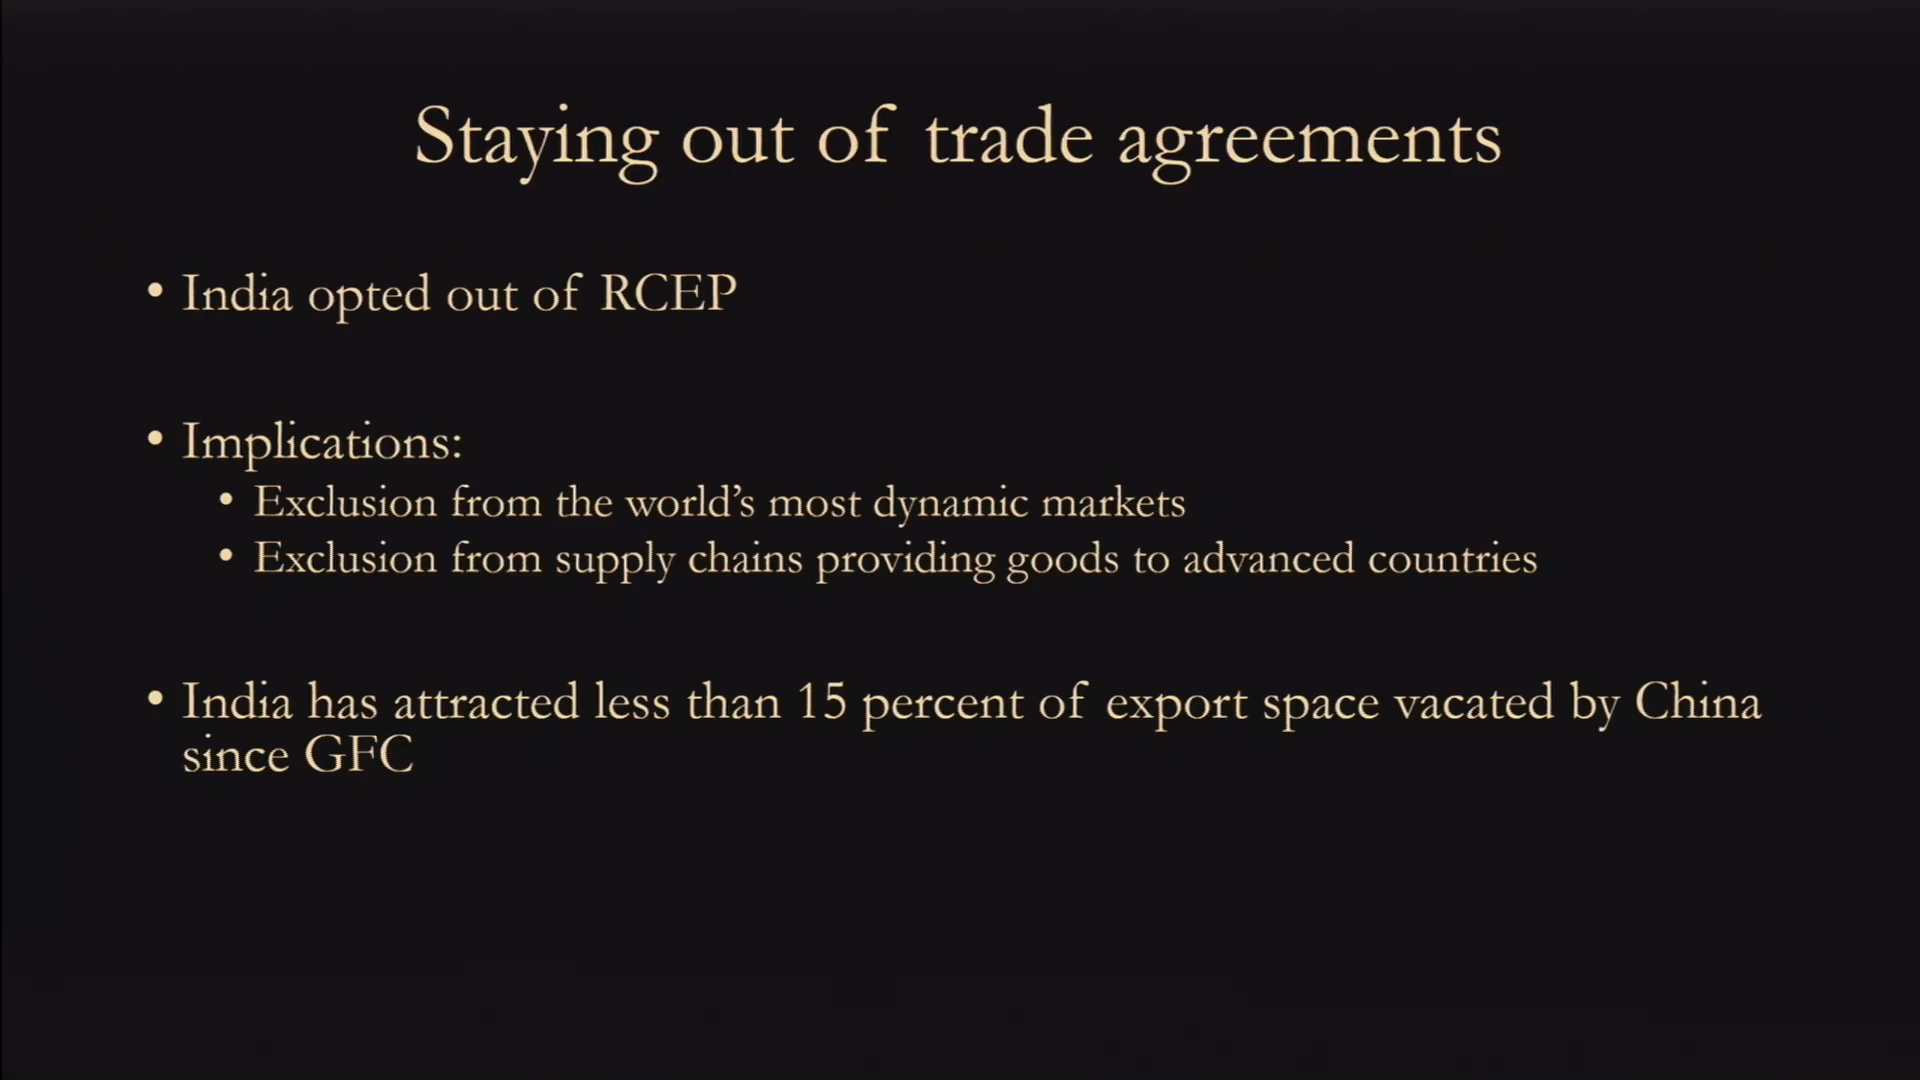 Staying out of trade agreements
• India opted out of RCEP
• Implications:
• Exclusion from the world’s most dynamic markets
• Exclusion from supply chains providing goods to advanced countries
• India has attracted less than 15 percent of export space vacated by China
since GFC